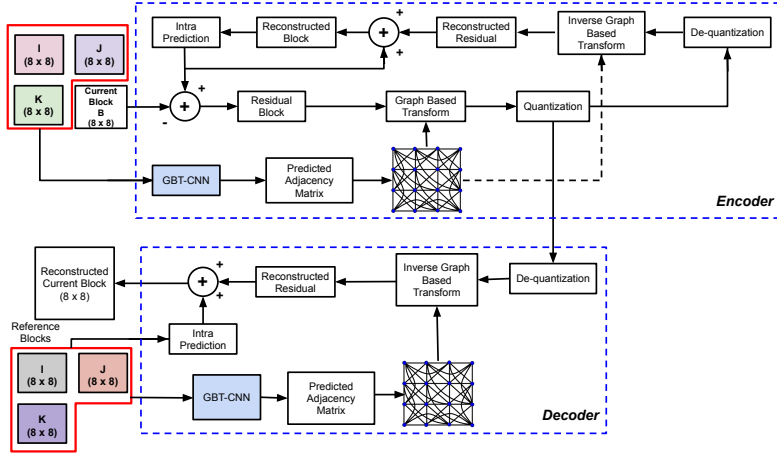 I
(8 x 8)
J
(8 x 8)
K
(8 x 8)
Current
Block
B
(8 x 8)
Intra
Prediction
Reconstructed
Block
+
+
+
Reconstructed
Residual
Inverse Graph
Based
Transform
De-quantization
+
+
-
Residual
Block
Graph Based
Transform
Quantization
GBT-CNN
Predicted
Adjacency
Matrix
Encoder
Reconstructed
Current Block
(8 x 8)
+
+
+
Reconstructed
Residual
Inverse Graph
Based
Transform
De-quantization
Reference
Blocks
Intra
Prediction
I
(8 x 8)
J
(8 x 8)
K
(8 x 8)
GBT-CNN
Predicted
Adjacency
Matrix
Decoder